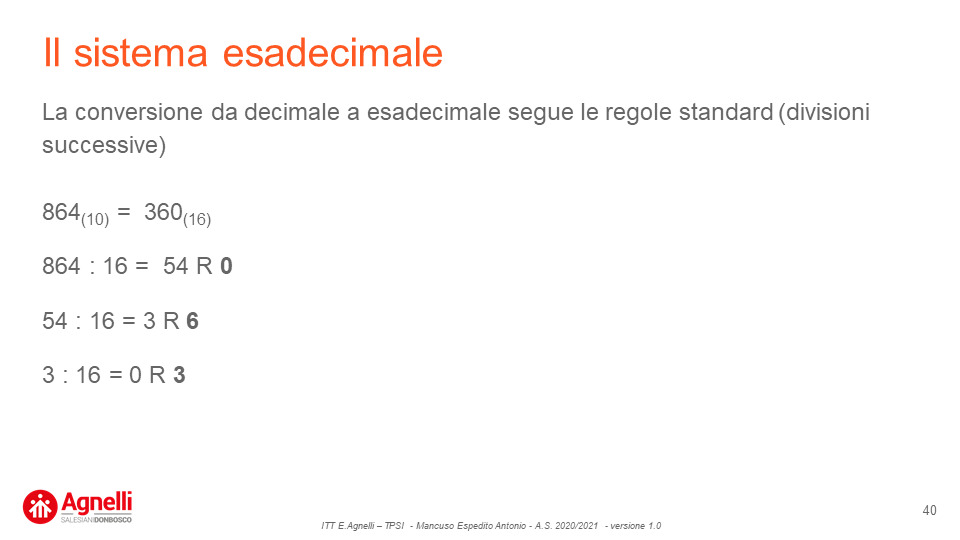 Il sistema esadecimale
La conversione da decimale a esadecimale segue le regole standard (divisioni
successive)
864(10) = 360(16)
864 : 16 = 54 R 0
54 : 16 = 3 R 6
3 : 16 = 0 R 3
Agnelli
SALESIANIDONBOSCO
ITT E.Agnelli – TPSI - Mancuso Espedito Antonio - A.S. 2020/2021 - versione 1.0
40